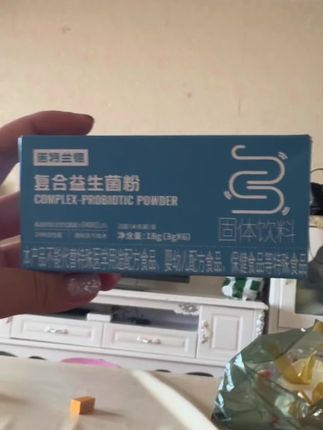 复合益生菌粉
COMPLEX-PROBIOTIC POWDER
净含量:18g(3g×6)
固体饮料
本产品不能代替特殊医学用途配方食品、婴幼儿配方食品、保健食品等特殊食品